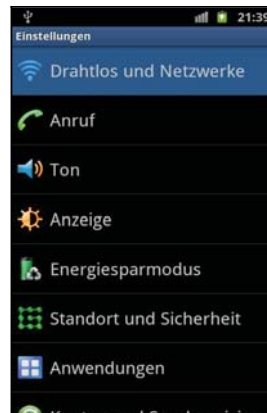 21:39
Einstellungen
Drahtlos und Netzwerke
Anruf
Ton
Anzeige
Energiesparmodus
Standort und Sicherheit
Anwendungen